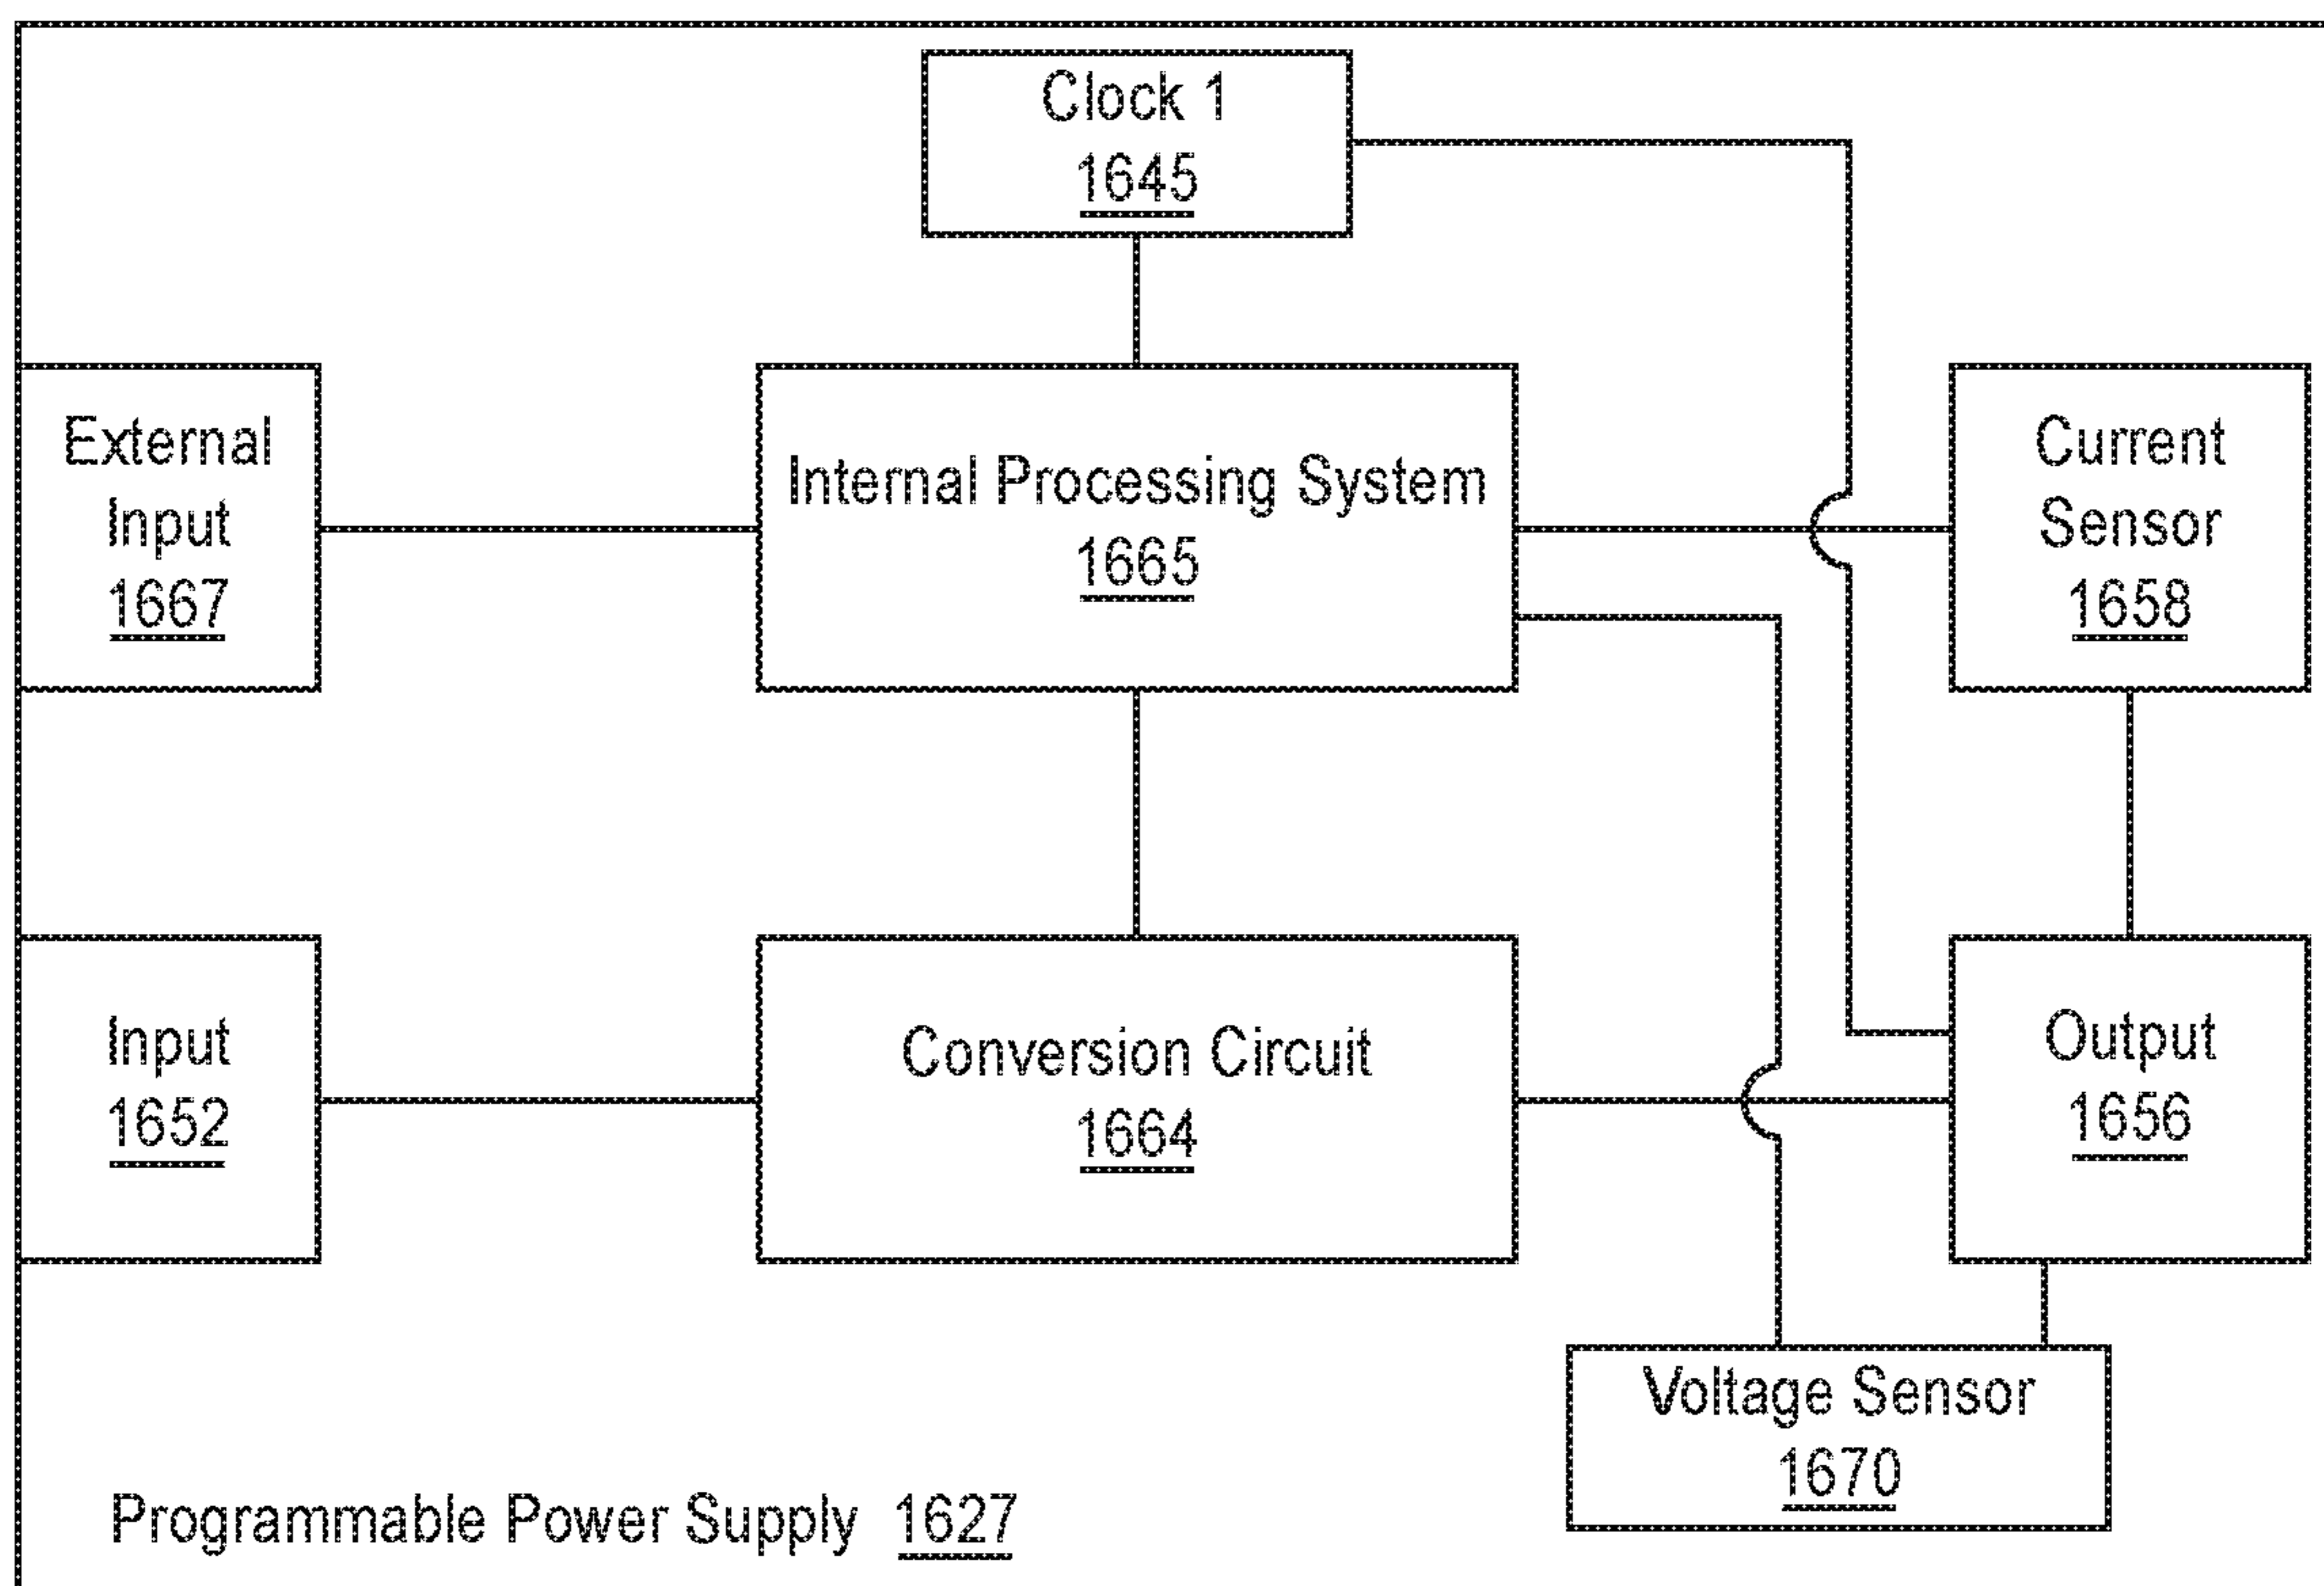 Clock 1
1645
External
Input
1667
Internal Processing System
1665
Current
Sensor
1658
Input
1652
Conversion Circuit
1664
Output
1656
Voltage Sensor
1670
Programmable Power Supply 1627